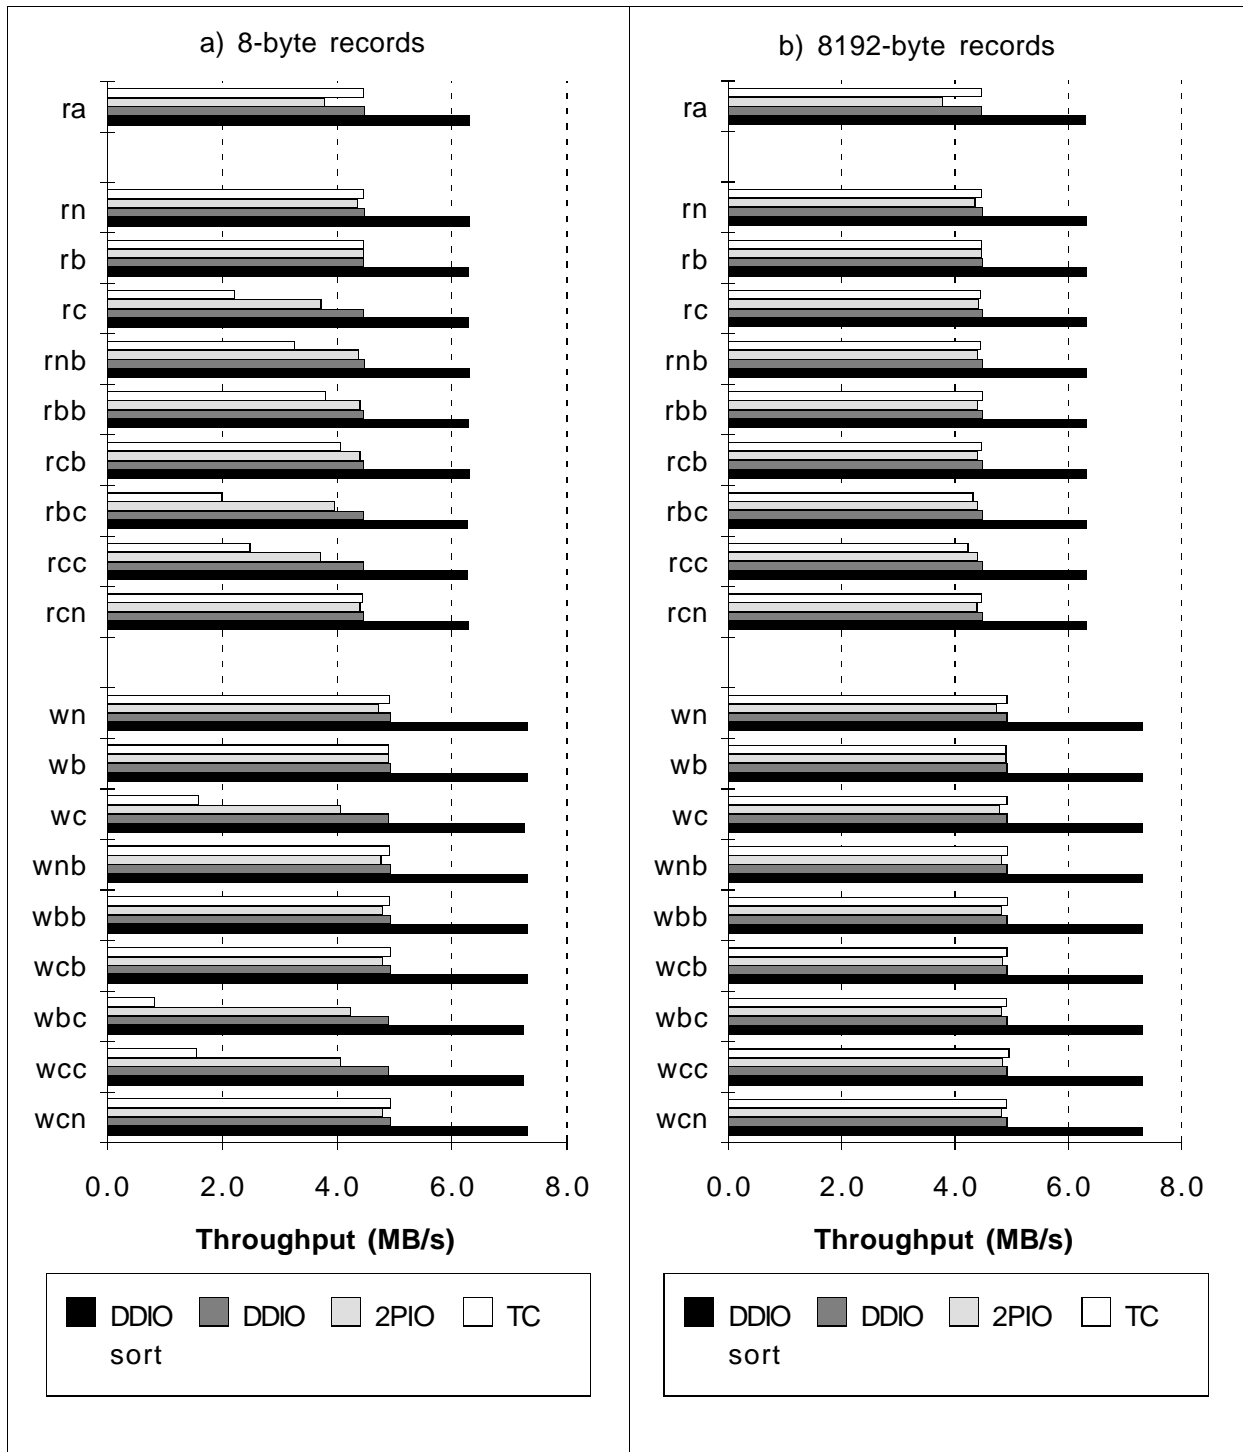 a) 8-byte records
ra
rn
rb
rc
rnb
rbb
rcb
rbc
rcc
rcn
wn
wb
wc
wnb
wbb
wcb
wbc
wcc
wcn
0.0 2.0 4.0 6.0 8.0
Throughput (MB/s)
DDIO sort DDIO 2PIO TC
b) 8192-byte records
ra
rn
rb
rc
rnb
rbb
rcb
rbc
rcc
rcn
wn
wb
wc
wnb
wbb
wcb
wbc
wcc
wcn
0.0 2.0 4.0 6.0 8.0
Throughput (MB/s)
DDIO sort DDIO 2PIO TC